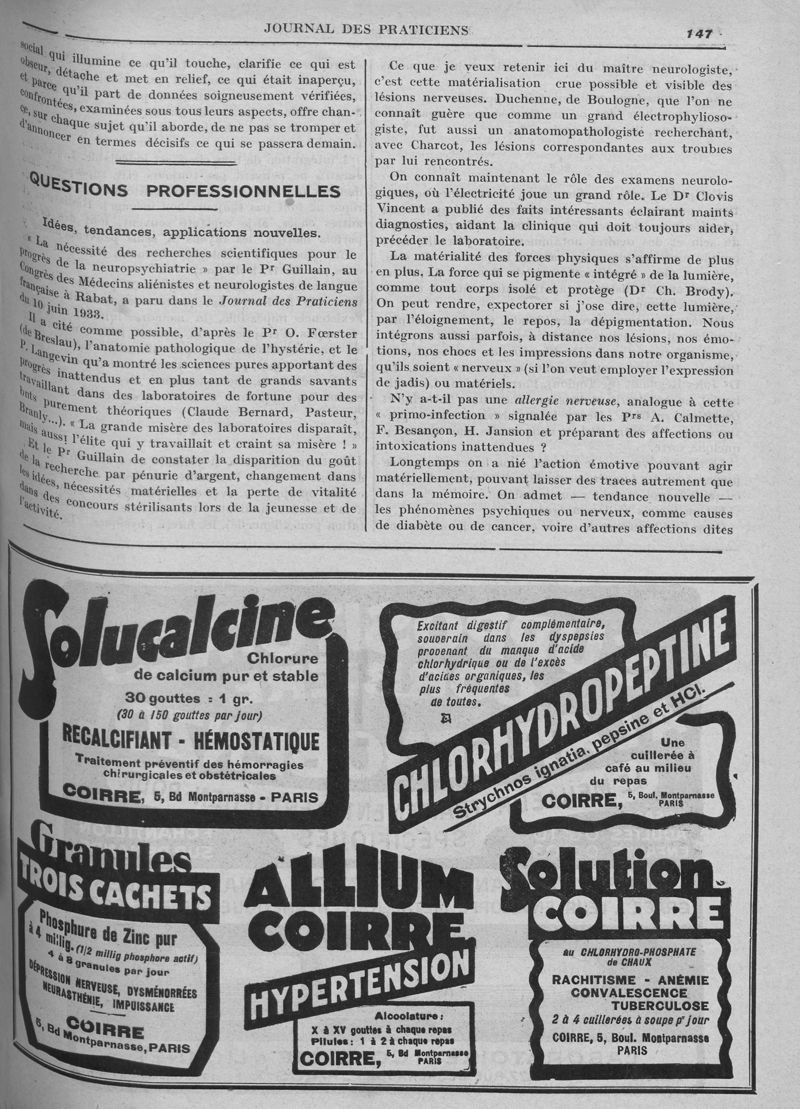 JOURNAL DES PRATICIENS
147
social qui illumine ce qu'il touche, clarifie ce qui est
obscur, détache et met en relief, ce qui était inaperçu,
et parce qu'il part de données soigneusement vérifiées,
confrontées, examinées sous tous leurs aspects, offre chan-
ce, sur chaque sujet qu'il aborde, de ne pas se tromper et
d'annoncer en termes décisifs ce qui se passera demain.
QUESTIONS PROFESSIONNELLES
Idées, tendances, applications nouvelles.
« La nécessité des recherches scientifiques pour le
progrès de la neuropsychiatrie » par le Pr Guillain, au
Congrès des Médecins aliénistes et neurologistes de langue
française à Rabat, a paru dans le Journal des Praticiens
du 10 juin 1933.
Il a cité comme possible, d'après le Pr O. Fœrster
(de Breslau), l'anatomie pathologique de l'hystérie, et le
P. Langevin qu'a montré les sciences pures apportant des
progrès inattendus et en plus tant de grands savants
travaillant dans des laboratoires de fortune pour des
buts purement théoriques (Claude Bernard, Pasteur,
Branly...). « La grande misère des laboratoires disparaît,
mais aussi l'élite qui y travaillait et craint sa misère ! »
Et le Pr Guillain de constater la disparition du goût
de la recherche par pénurie d'argent, changement dans
les idées, nécessités matérielles et la perte de vitalité
dans des concours stérilisants lors de la jeunesse et de
l'activité.
Ce que je veux retenir ici du maître neurologiste,
c'est cette matérialisation crue possible et visible des
lésions nerveuses. Duchenne, de Boulogne, que l'on ne
connaît guère que comme un grand électrophylioso-
giste, fut aussi un anatomopathologiste recherchant,
avec Charcot, les lésions correspondantes aux troubles
par lui rencontrés.
On connaît maintenant le rôle des examens neurolo-
giques, où l'électricité joue un grand rôle. Le Dr Clovis
Vincent a publié des faits intéressants éclairant maints
diagnostics, aidant la clinique qui doit toujours aider,
précéder le laboratoire.
La matérialité des forces physiques s'affirme de plus
en plus. La force qui se pigmente « intégré » de la lumière,
comme tout corps isolé et protège (Dr Ch. Brody).
On peut rendre, expectorer si j'ose dire, cette lumière,
par l'éloignement, le repos, la dépigmentation. Nous
intégrons aussi parfois, à distance nos lésions, nos émo-
tions, nos chocs et les impressions dans notre organisme,
qu'ils soient « nerveux » (si l'on veut employer l'expression
de jadis) ou matériels.
N'y a-t-il pas une allergie nerveuse, analogue à cette
« primo-infection » signalée par les Prs A. Calmette,
F. Besançon, H. Jansion et préparant des affections ou
intoxications inattendues ?
Longtemps on a nié l'action émotive pouvant agir
matériellement, pouvant laisser des traces autrement que
dans la mémoire. On admet — tendance nouvelle —
les phénomènes psychiques ou nerveux, comme causes
de diabète ou de cancer, voire d'autres affections dites
Solucalcine
Chlorure
de calcium pur et stable
30 gouttes : 1 gr.
(30 à 150 gouttes par jour)
RECALCIFIANT - HÉMOSTATIQUE
Traitement préventif des hémorragies
chirurgicales et obstétricales
COIRRE, 5, Bd Montparnasse - PARIS
Excitant digestif complémentaire,
souverain dans les dyspepsies
provenant du manque d'acide
chlorhydrique ou de l'excès
d'acides organiques, les
plus fréquentes
de toutes.
CHLORHYDROPEPTINE
Strychnos ignatia, pepsine et HCl.
Une
cuillerée à
café au milieu
du repas
COIRRE, 5, Boul. Montparnasse
PARIS
Granules
TROIS CACHETS
Phosphure de Zinc pur
à 4 millig. (1/2 millig phosphore actif)
4 à 8 granules par jour
DÉPRESSION NERVEUSE, DYSMÉNORRÉES
NEURASTHÉNIE, IMPUISSANCE
COIRRE
5, Bd Montparnasse, PARIS
ALLIUM
COIRRE
HYPERTENSION
Alcoolature :
X à XV gouttes à chaque repas
Pilules : 1 à 2 à chaque repas
COIRRE, 5, Bd Montparnasse
PARIS
Solution
COIRRE
au CHLORHYDRO-PHOSPHATE
de CHAUX
RACHITISME - ANÉMIE
CONVALESCENCE
TUBERCULOSE
2 à 4 cuillerées à soupe pr jour
COIRRE, 5, Boul. Montparnasse
PARIS